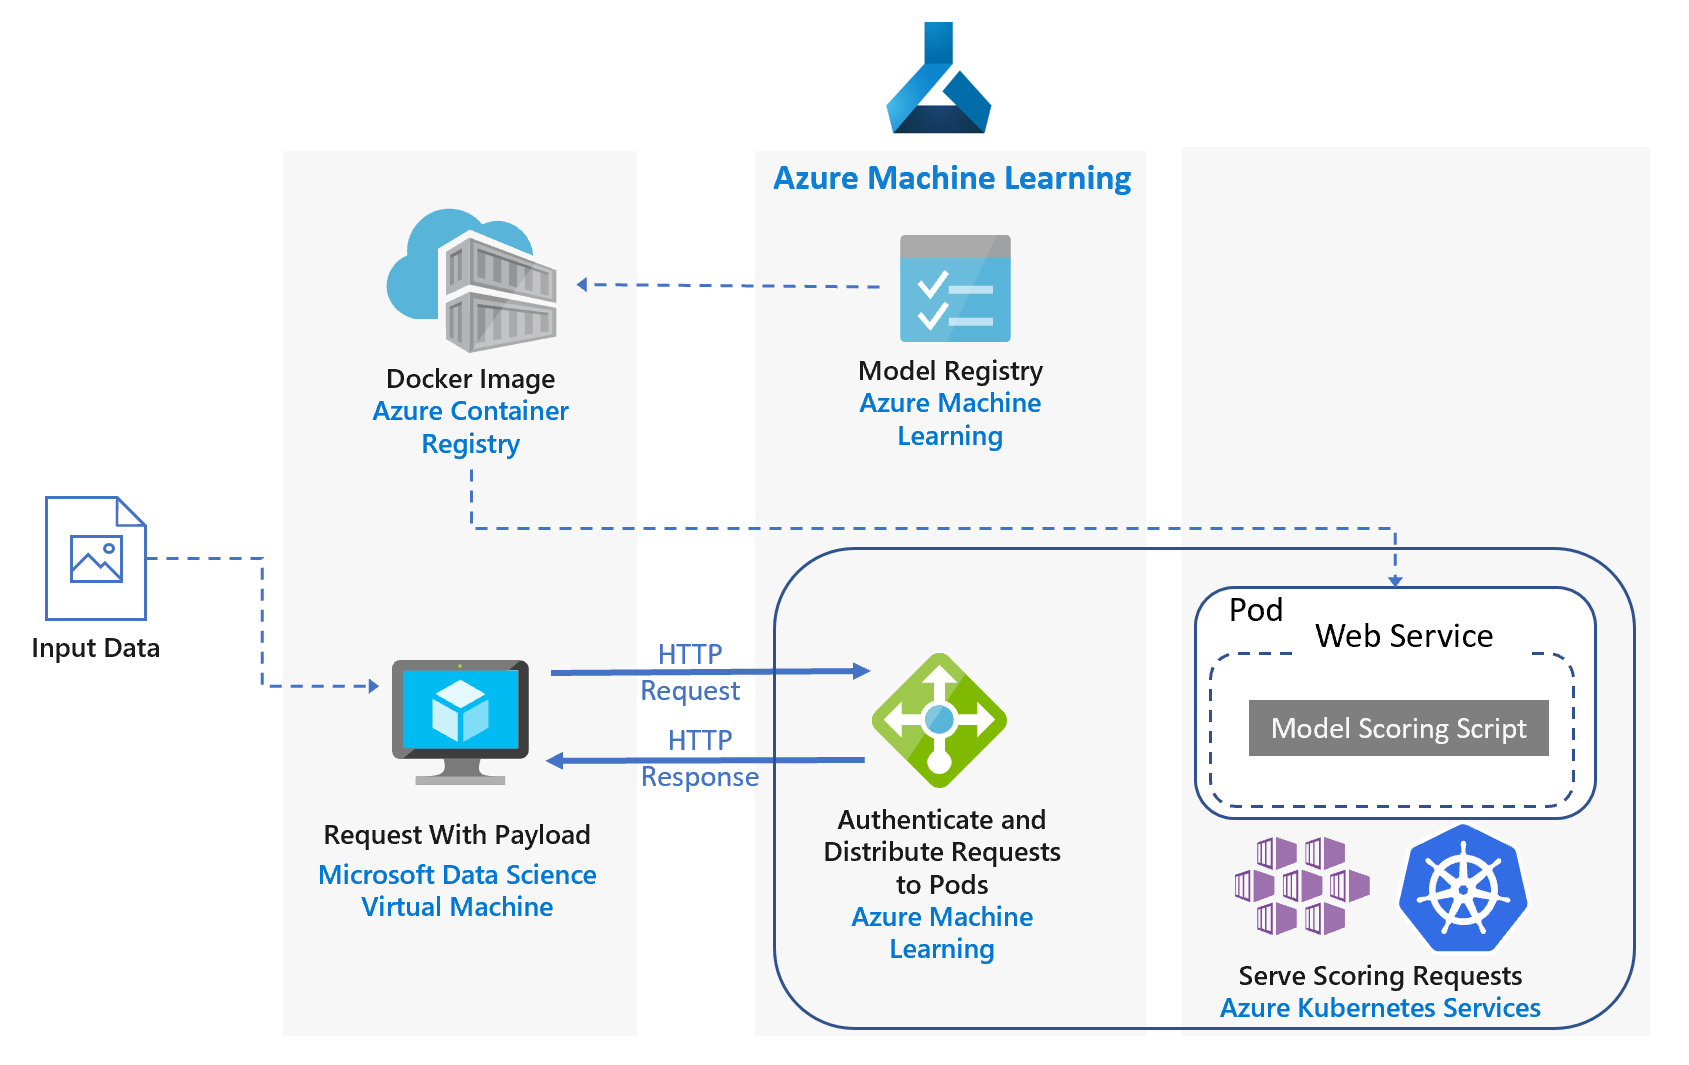 Azure Machine Learning
Docker Image
Azure Container
Registry
Model Registry
Azure Machine
Learning
Input Data
HTTP
Request
HTTP
Response
Request With Payload
Microsoft Data Science
Virtual Machine
Authenticate and
Distribute Requests
to Pods
Azure Machine
Learning
Pod
Web Service
Model Scoring Script
Serve Scoring Requests
Azure Kubernetes Services